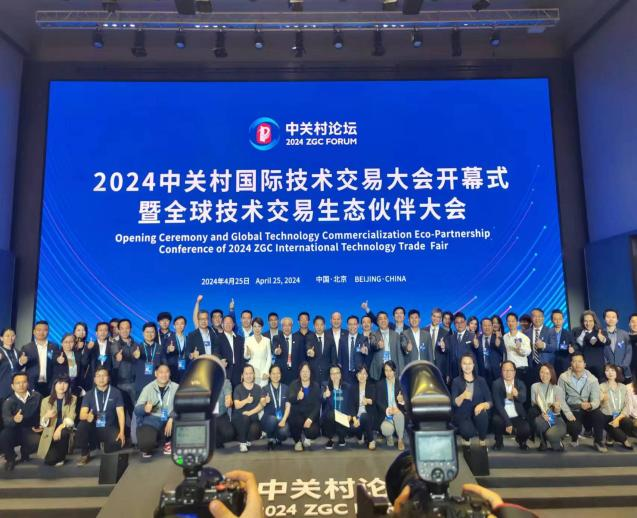 中关村论坛
2024 ZGC FORUM
2024中关村国际技术交易大会开幕式
暨全球技术交易生态伙伴大会
Opening Ceremony and Global Technology Commercialization Eco-Partnership
Conference of 2024 ZGC International Technology Trade Fair
2024年4月25日 April 25, 2024 中国·北京 BEIJING·CHINA
中关村论
2024 ZGC F